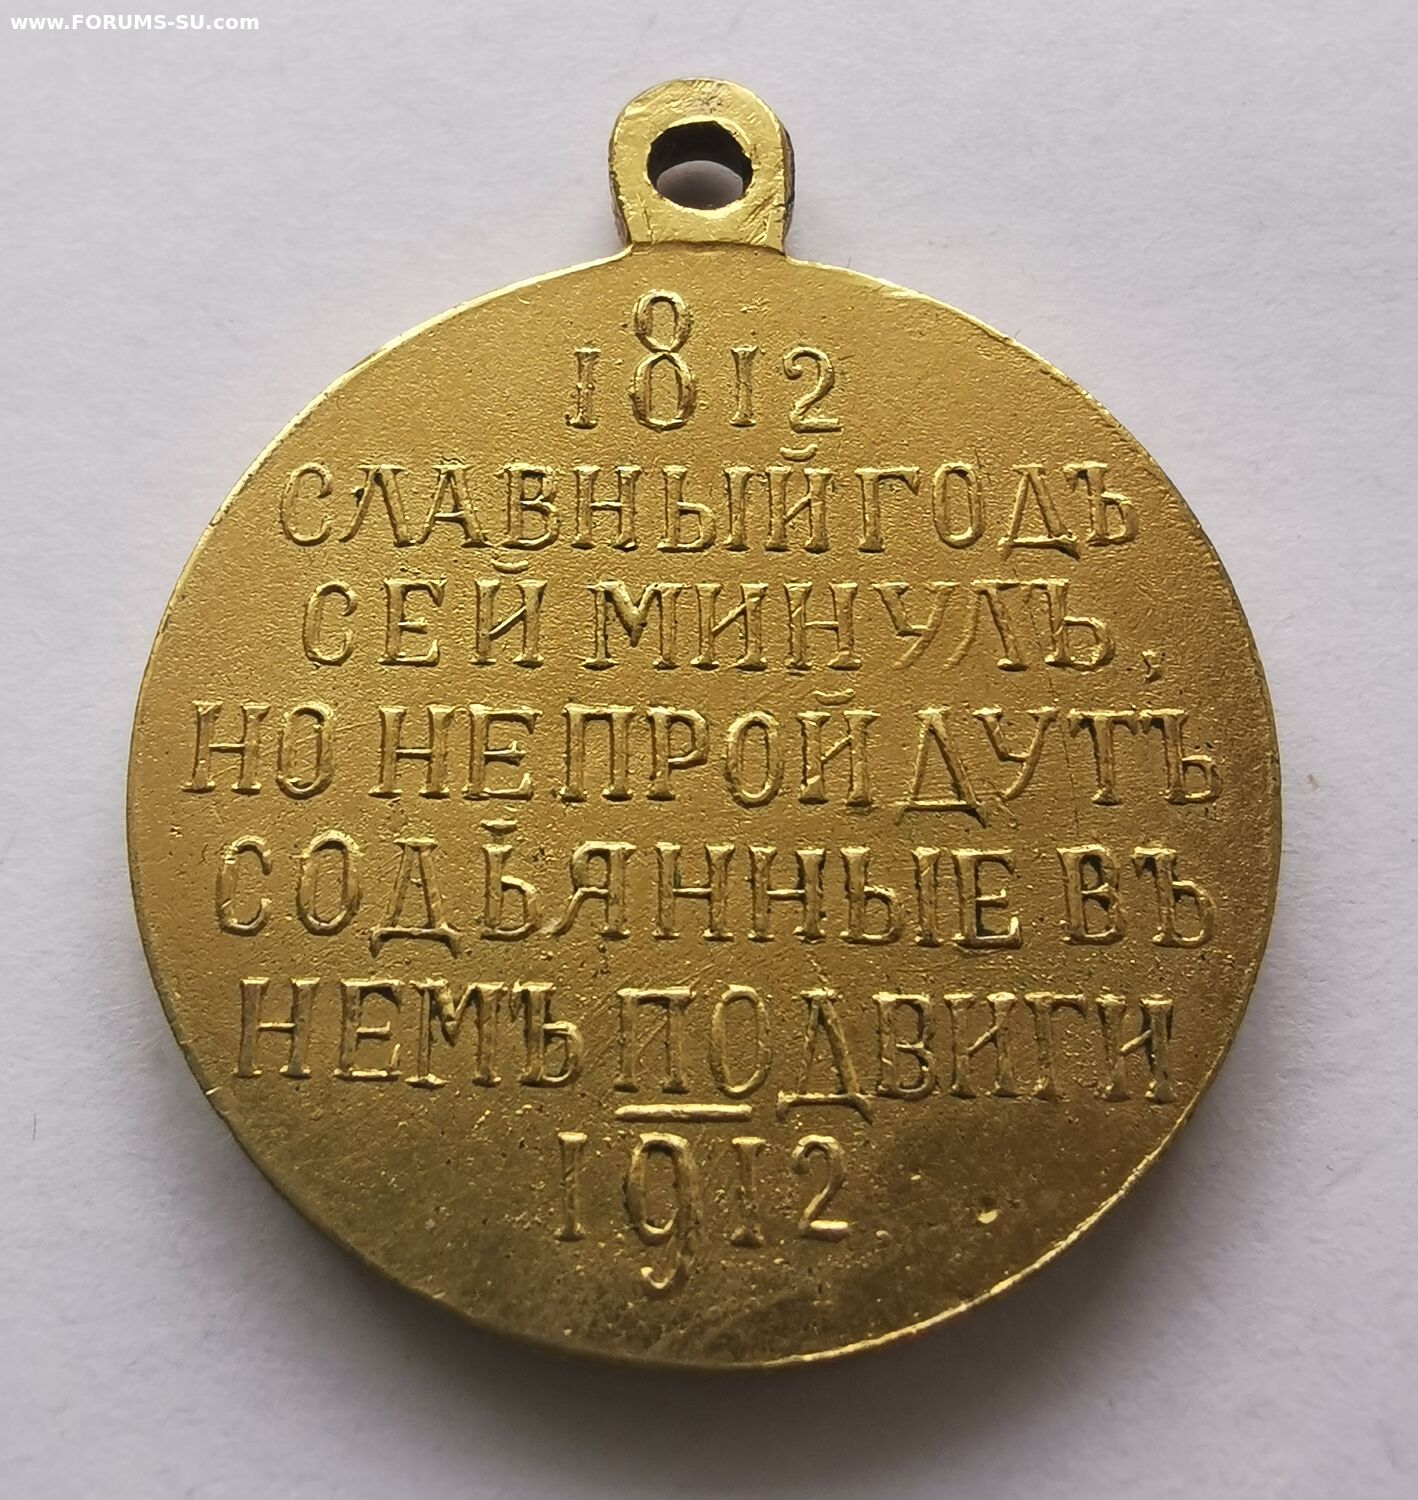 www.FORUMS-SU.com
1812
СЛАВНЫЙ ГОДЪ
СЕЙ МИНУЛЪ,
НО НЕ ПРОЙДУТЪ
СОДѢЯННЫЕ ВЪ
НЕМЪ ПОДВИГИ
1912